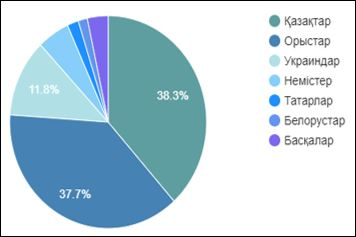 38.3%
37.7%
11.8%
Қазақтар
Орыстар
Украиндар
Немістер
Татарлар
Белорустар
Басқалар